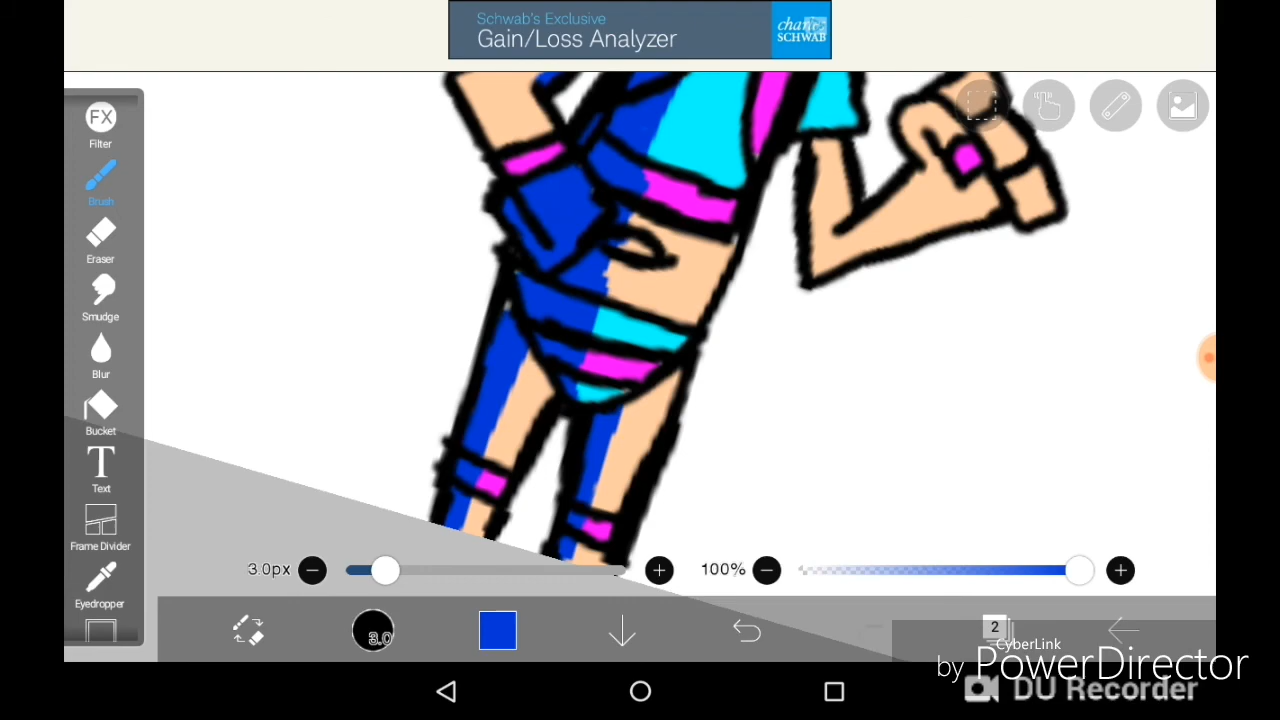 Schwab's Exclusive
Gain/Loss Analyzer
charles
SCHWAB
FX
Filter
Brush
Eraser
Smudge
Blur
Bucket
T
Text
Frame Divider
Eyedropper
3.0px
100%
3.0
2
CyberLink
by PowerDirector
DU Recorder